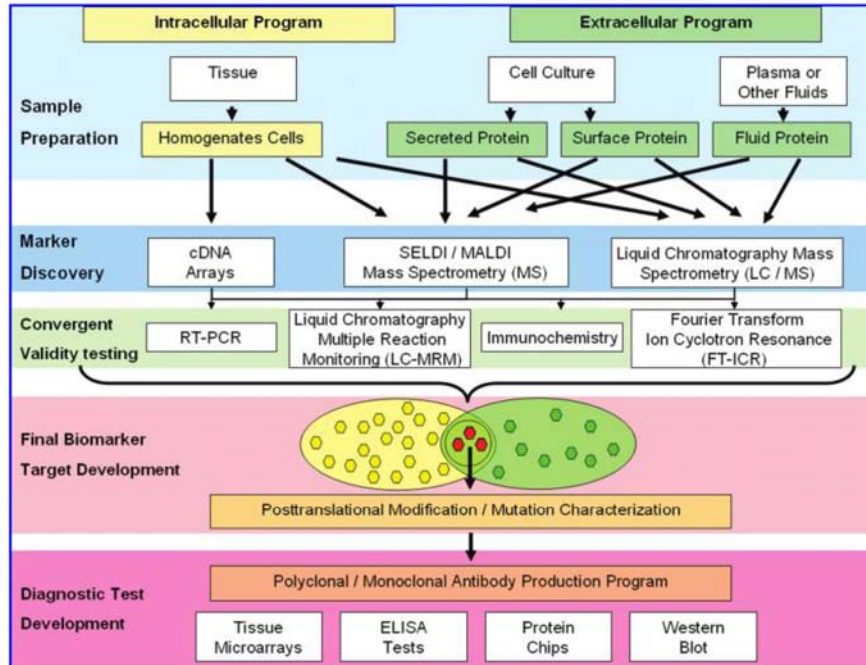 Intracellular Program
Extracellular Program
Sample
Preparation
Tissue
Cell Culture
Plasma or
Other Fluids
Homogenates Cells
Secreted Protein
Surface Protein
Fluid Protein
Marker
Discovery
cDNA
Arrays
SELDI / MALDI
Mass Spectrometry (MS)
Liquid Chromatography Mass
Spectrometry (LC / MS)
Convergent
Validity testing
RT-PCR
Liquid Chromatography
Multiple Reaction
Monitoring (LC-MRM)
Immunochemistry
Fourier Transform
Ion Cyclotron Resonance
(FT-ICR)
Final Biomarker
Target Development
Posttranslational Modification / Mutation Characterization
Diagnostic Test
Development
Polyclonal / Monoclonal Antibody Production Program
Tissue
Microarrays
ELISA
Tests
Protein
Chips
Western
Blot